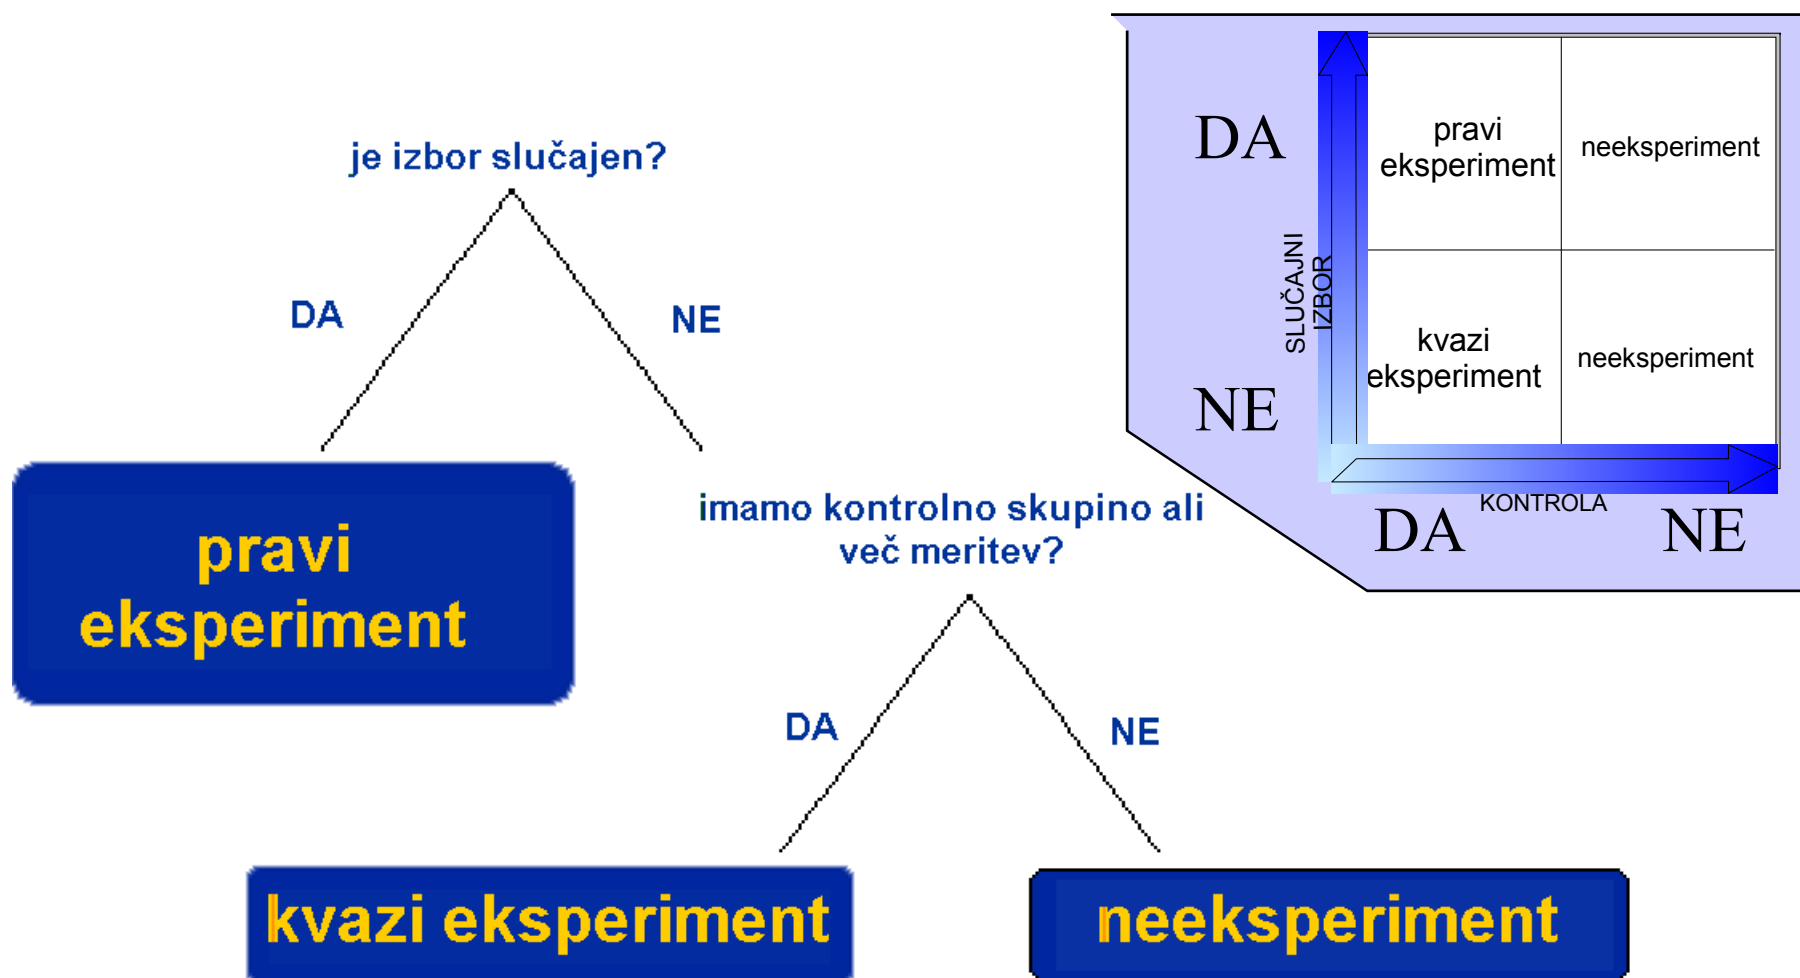 je izbor slučajen?
DA
NE
pravi
eksperiment
imamo kontrolno skupino ali
več meritev?
DA
NE
kvazi eksperiment
neeksperiment
DA
NE
SLUČAJNI
IZBOR
pravi
eksperiment
neeksperiment
kvazi
eksperiment
neeksperiment
KONTROLA
DA
NE